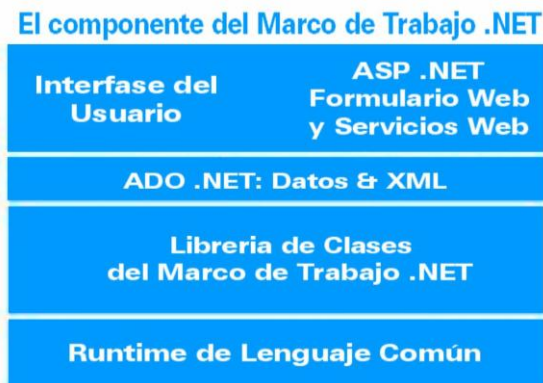 El componente del Marco de Trabajo .NET
Interfase del
Usuario
ASP .NET
Formulario Web
y Servicios Web
ADO .NET: Datos & XML
Libreria de Clases
del Marco de Trabajo .NET
Runtime de Lenguaje Común